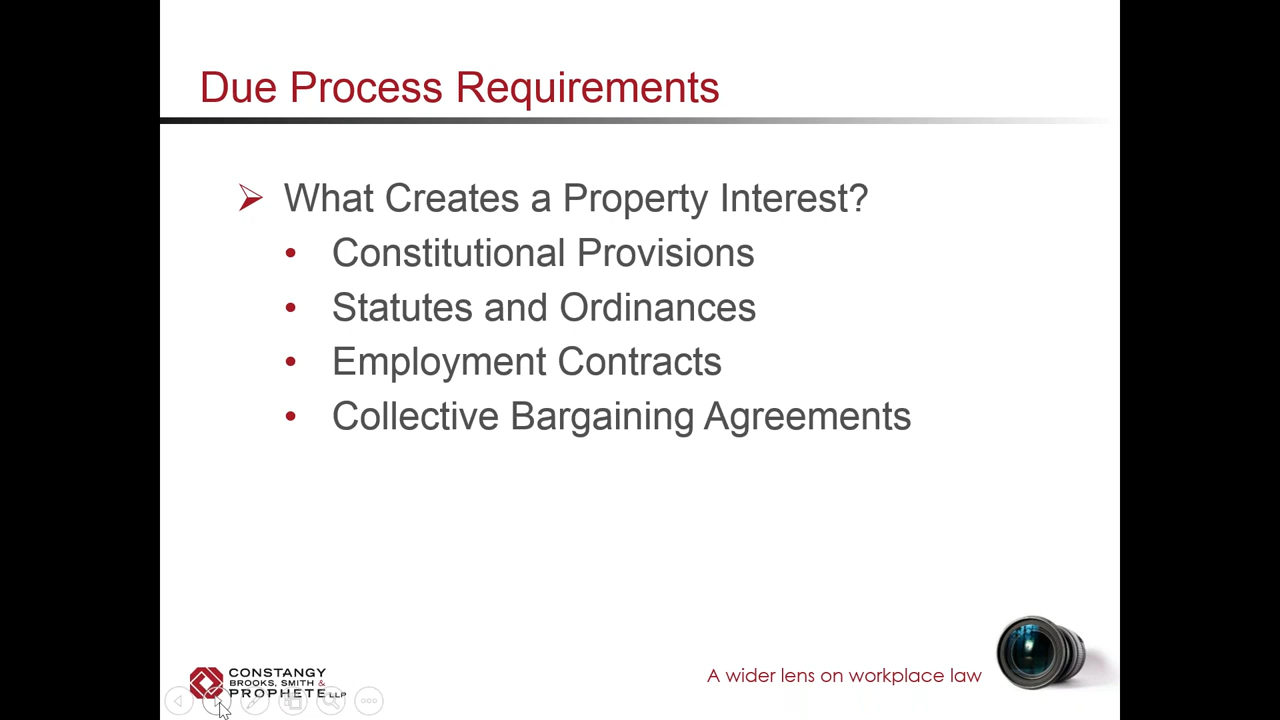 Due Process Requirements
What Creates a Property Interest?
Constitutional Provisions
Statutes and Ordinances
Employment Contracts
Collective Bargaining Agreements
CONSTANGY
BROOKS, SMITH &
PROPHETE LLP
A wider lens on workplace law